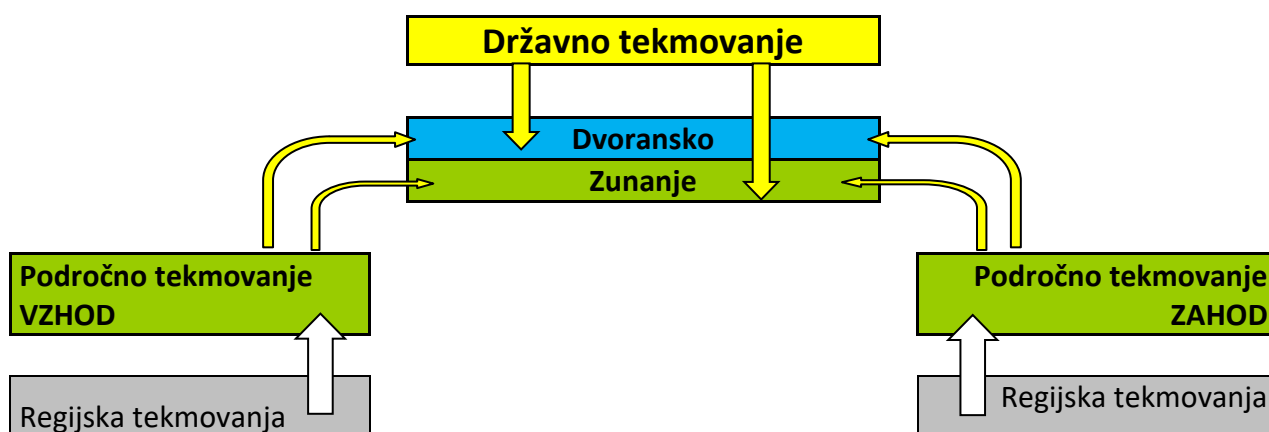 Državno tekmovanje
Dvoransko
Zunanje
Področno tekmovanje
VZHOD
Področno tekmovanje
ZAHOD
Regijska tekmovanja
Regijska tekmovanja